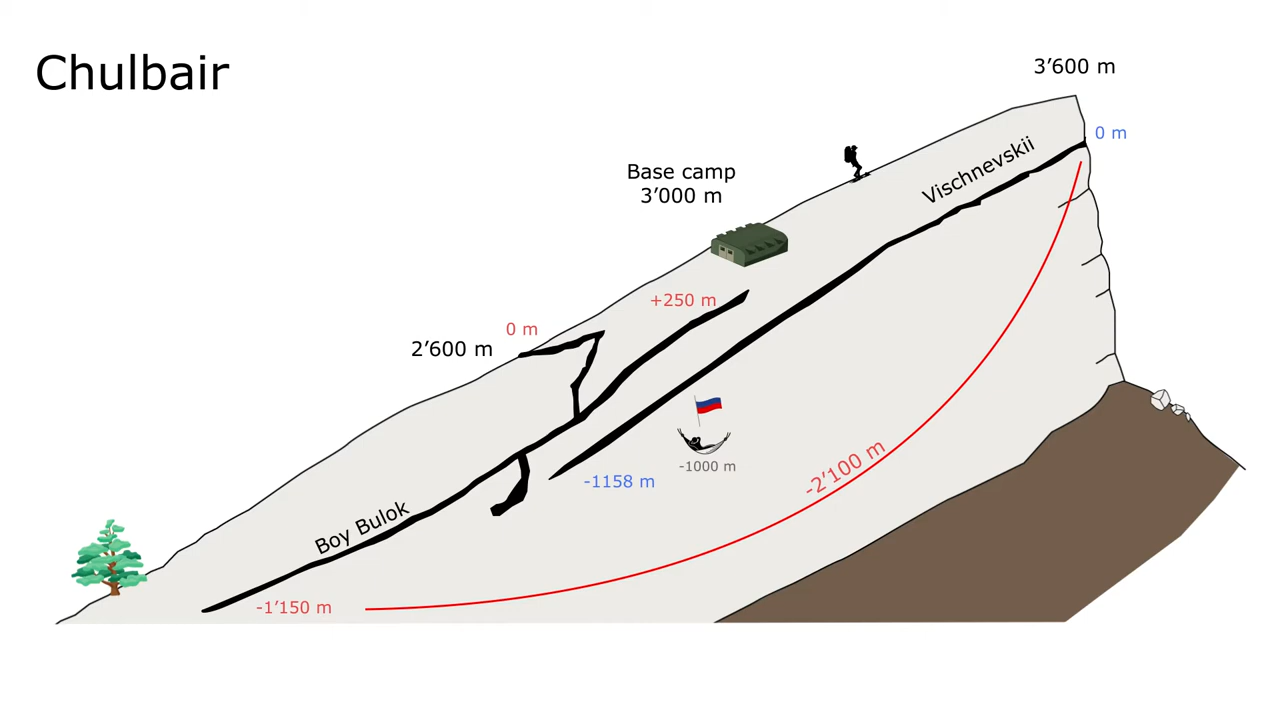 Chulbair
3’600 m
0 m
Vischnevskii
Base camp
3’000 m
+250 m
0 m
2’600 m
-1000 m
-1158 m
-2’100 m
Boy Bulok
-1’150 m